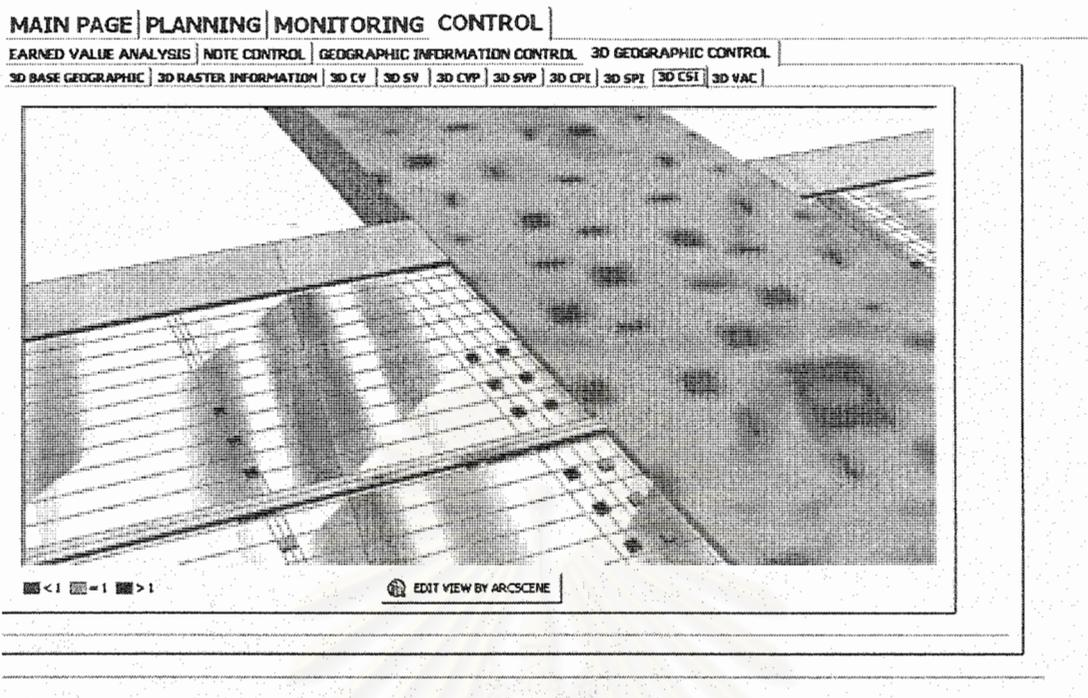 MAIN PAGE PLANNING MONITORING CONTROL
EARNED VALUE ANALYSIS NOTE CONTROL GEOGRAPHIC INFORMATION CONTROL 3D GEOGRAPHIC CONTROL
3D BASE GEOGRAPHIC 3D RASTER INFORMATION 3D CV 3D SV 3D CVP 3D SVP 3D CPI 3D SPI 3D CSI 3D VAC
<1 =1 >1 EDIT VIEW BY ARCSCENE